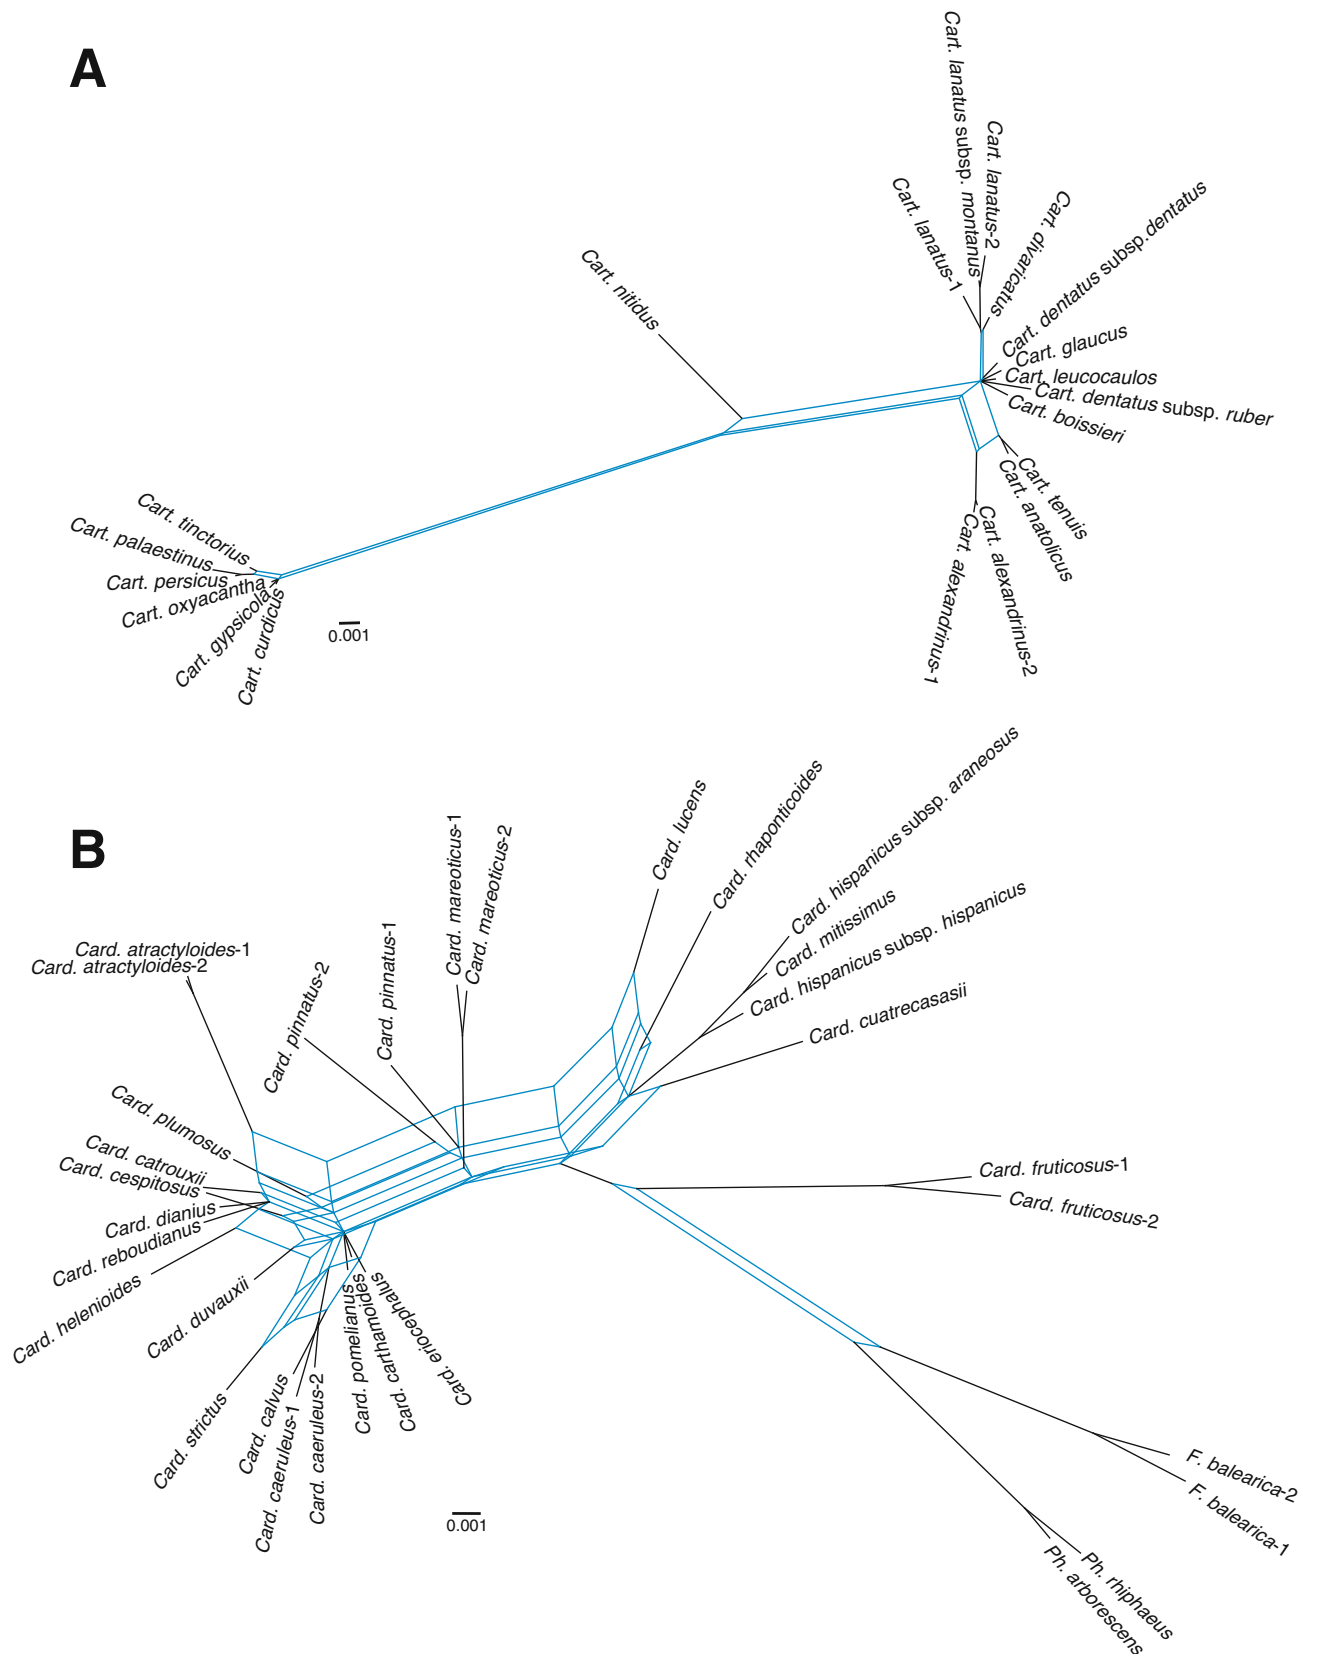 A
Cart. lanatus subsp. montanus
Cart. lanatus-2
Cart. lanatus-1
Cart. divaricatus
Cart. dentatus subsp.dentatus
Cart. nitidus
Cart. glaucus
Cart. leucocaulos
Cart. dentatus subsp. ruber
Cart. boissieri
Cart. tenuis
Cart. anatolicus
Cart. alexandrinus-2
Cart. alexandrinus-1
Cart. tinctorius
Cart. palaestinus
Cart. persicus
Cart. oxyacantha
Cart. gypsicola
Cart. curdicus
0.001
B
Card. lucens
Card. rhaponticoides
Card. hispanicus subsp. araneosus
Card. mitissimus
Card. hispanicus subsp. hispanicus
Card. cuatrecasasii
Card. mareoticus-1
Card. mareoticus-2
Card. pinnatus-1
Card. pinnatus-2
Card. atractyloides-1
Card. atractyloides-2
Card. plumosus
Card. catrouxii
Card. cespitosus
Card. dianius
Card. reboudianus
Card. helenioides
Card. duvauxii
Card. strictus
Card. calvus
Card. caeruleus-1
Card. caeruleus-2
Card. pomelianus
Card. carthamoides
Card. eriocephalus
Card. fruticosus-1
Card. fruticosus-2
F. balearica-2
F. balearica-1
Ph. rhiphaeus
Ph. arborescens
0.001